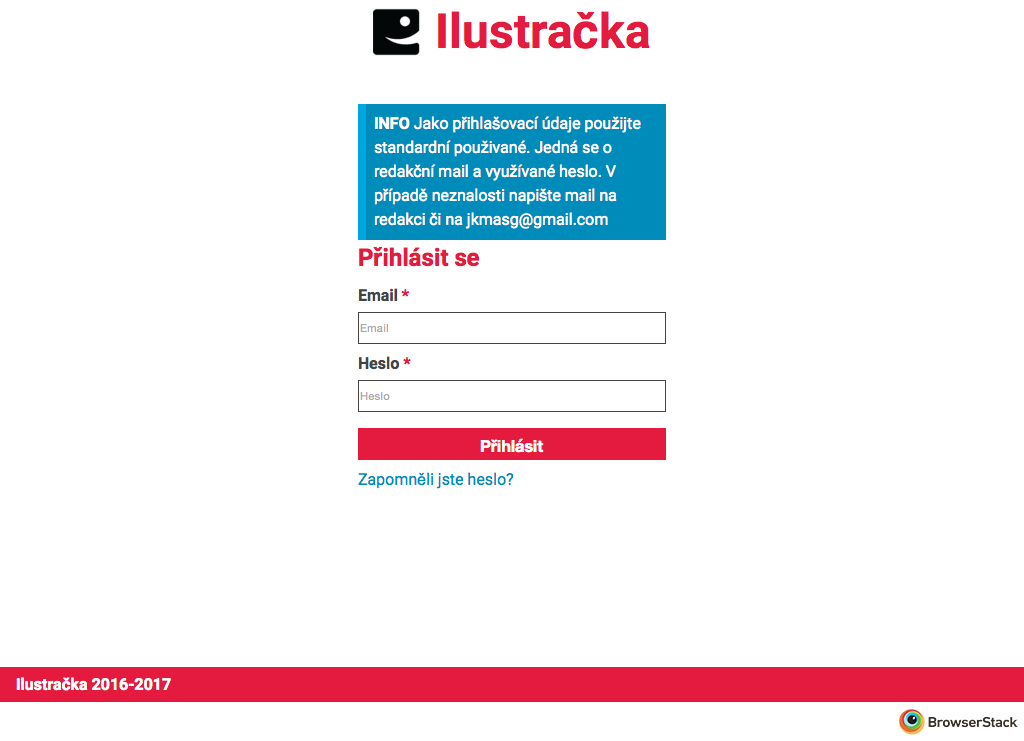 Ilustračka
INFO Jako přihlašovací údaje použijte
standardní použivané. Jedná se o
redakční mail a využívané heslo. V
případě neznalosti napište mail na
redakci či na jkmasg@gmail.com
Přihlásit se
Email *
Email
Heslo *
Heslo
Přihlásit
Zapomněli jste heslo?
Ilustračka 2016-2017
BrowserStack